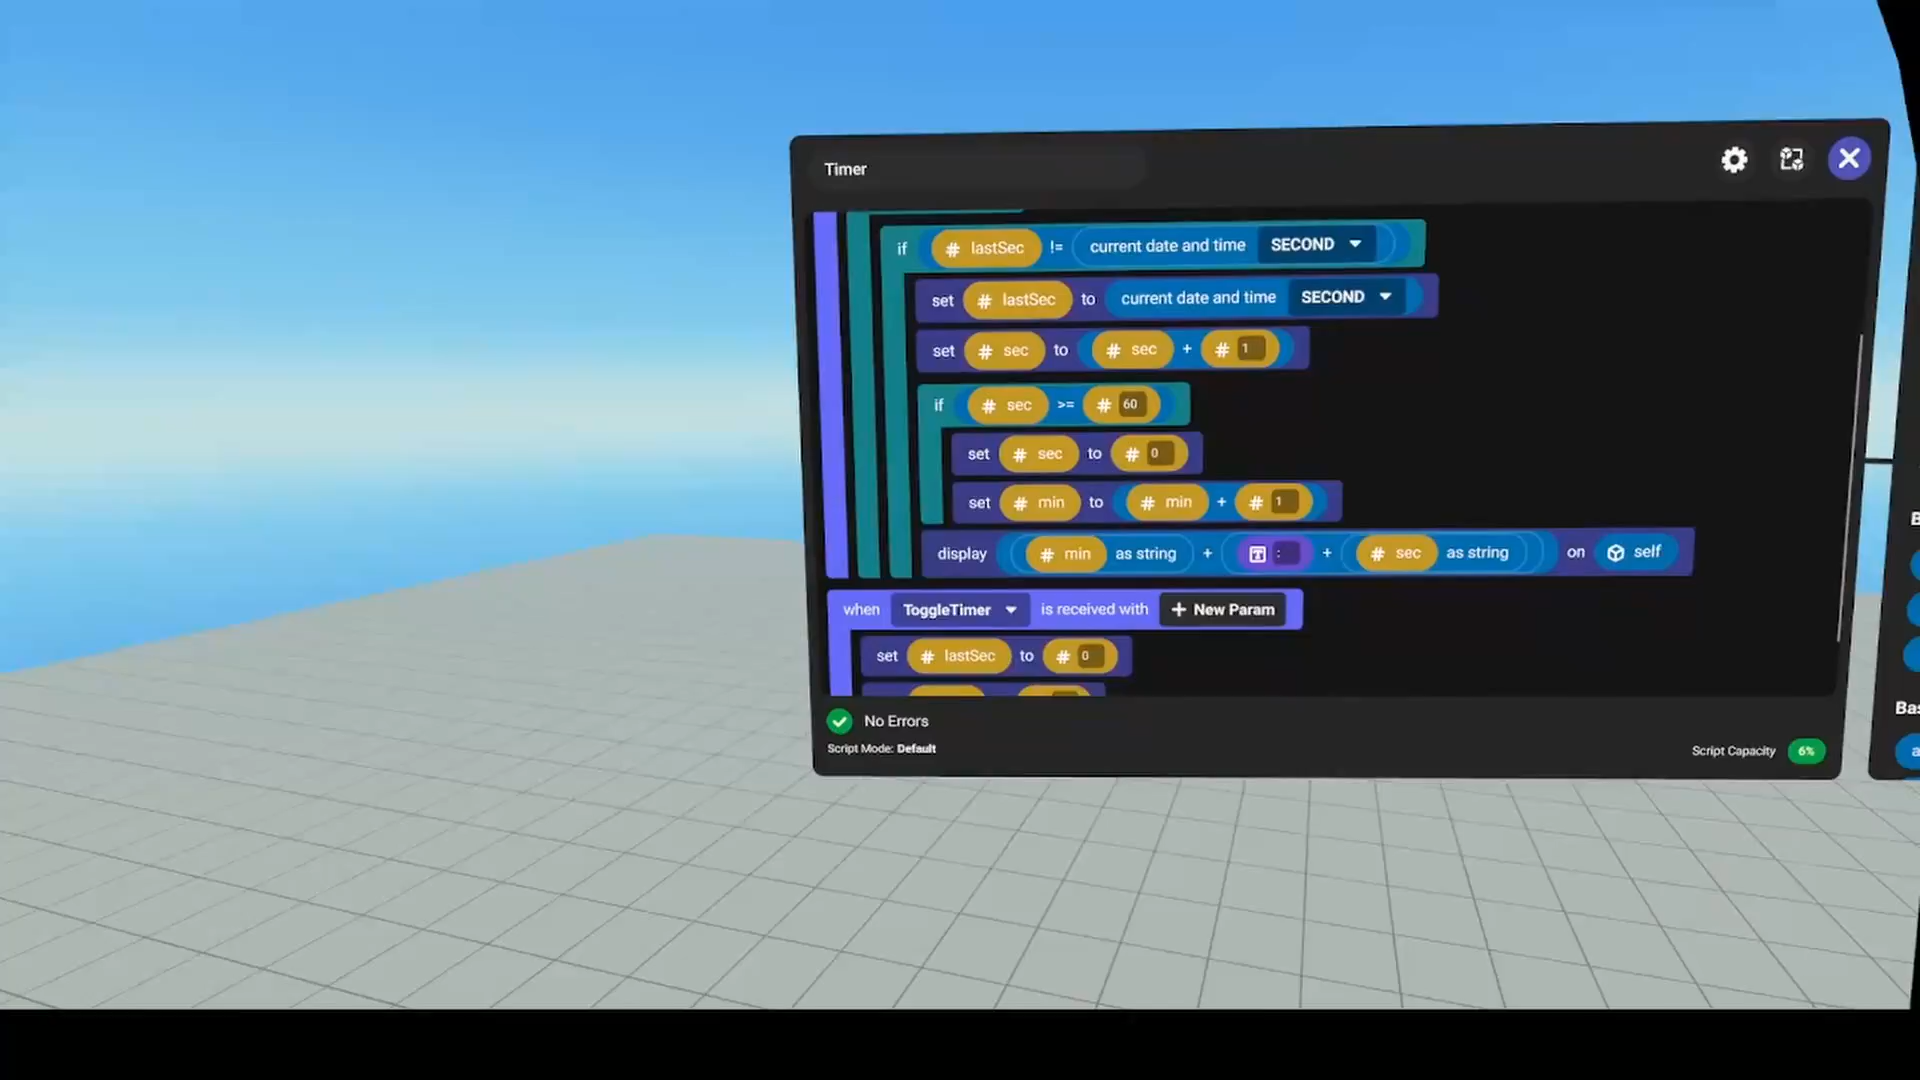 Timer
if # lastSec != current date and time SECOND
set # lastSec to current date and time SECOND
set # sec to # sec + # 1
if # sec >= # 60
set # sec to # 0
set # min to # min + # 1
display # min as string + : + # sec as string on self
when ToggleTimer is received with + New Param
set # lastSec to # 0
No Errors
Script Mode: Default
Script Capacity 6%